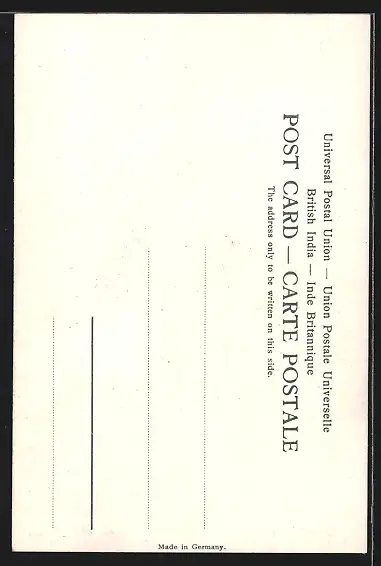 Universal Postal Union — Union Postale Universelle
British India — Inde Britannique
POST CARD — CARTE POSTALE
The address only to be written on this side.
Made in Germany.